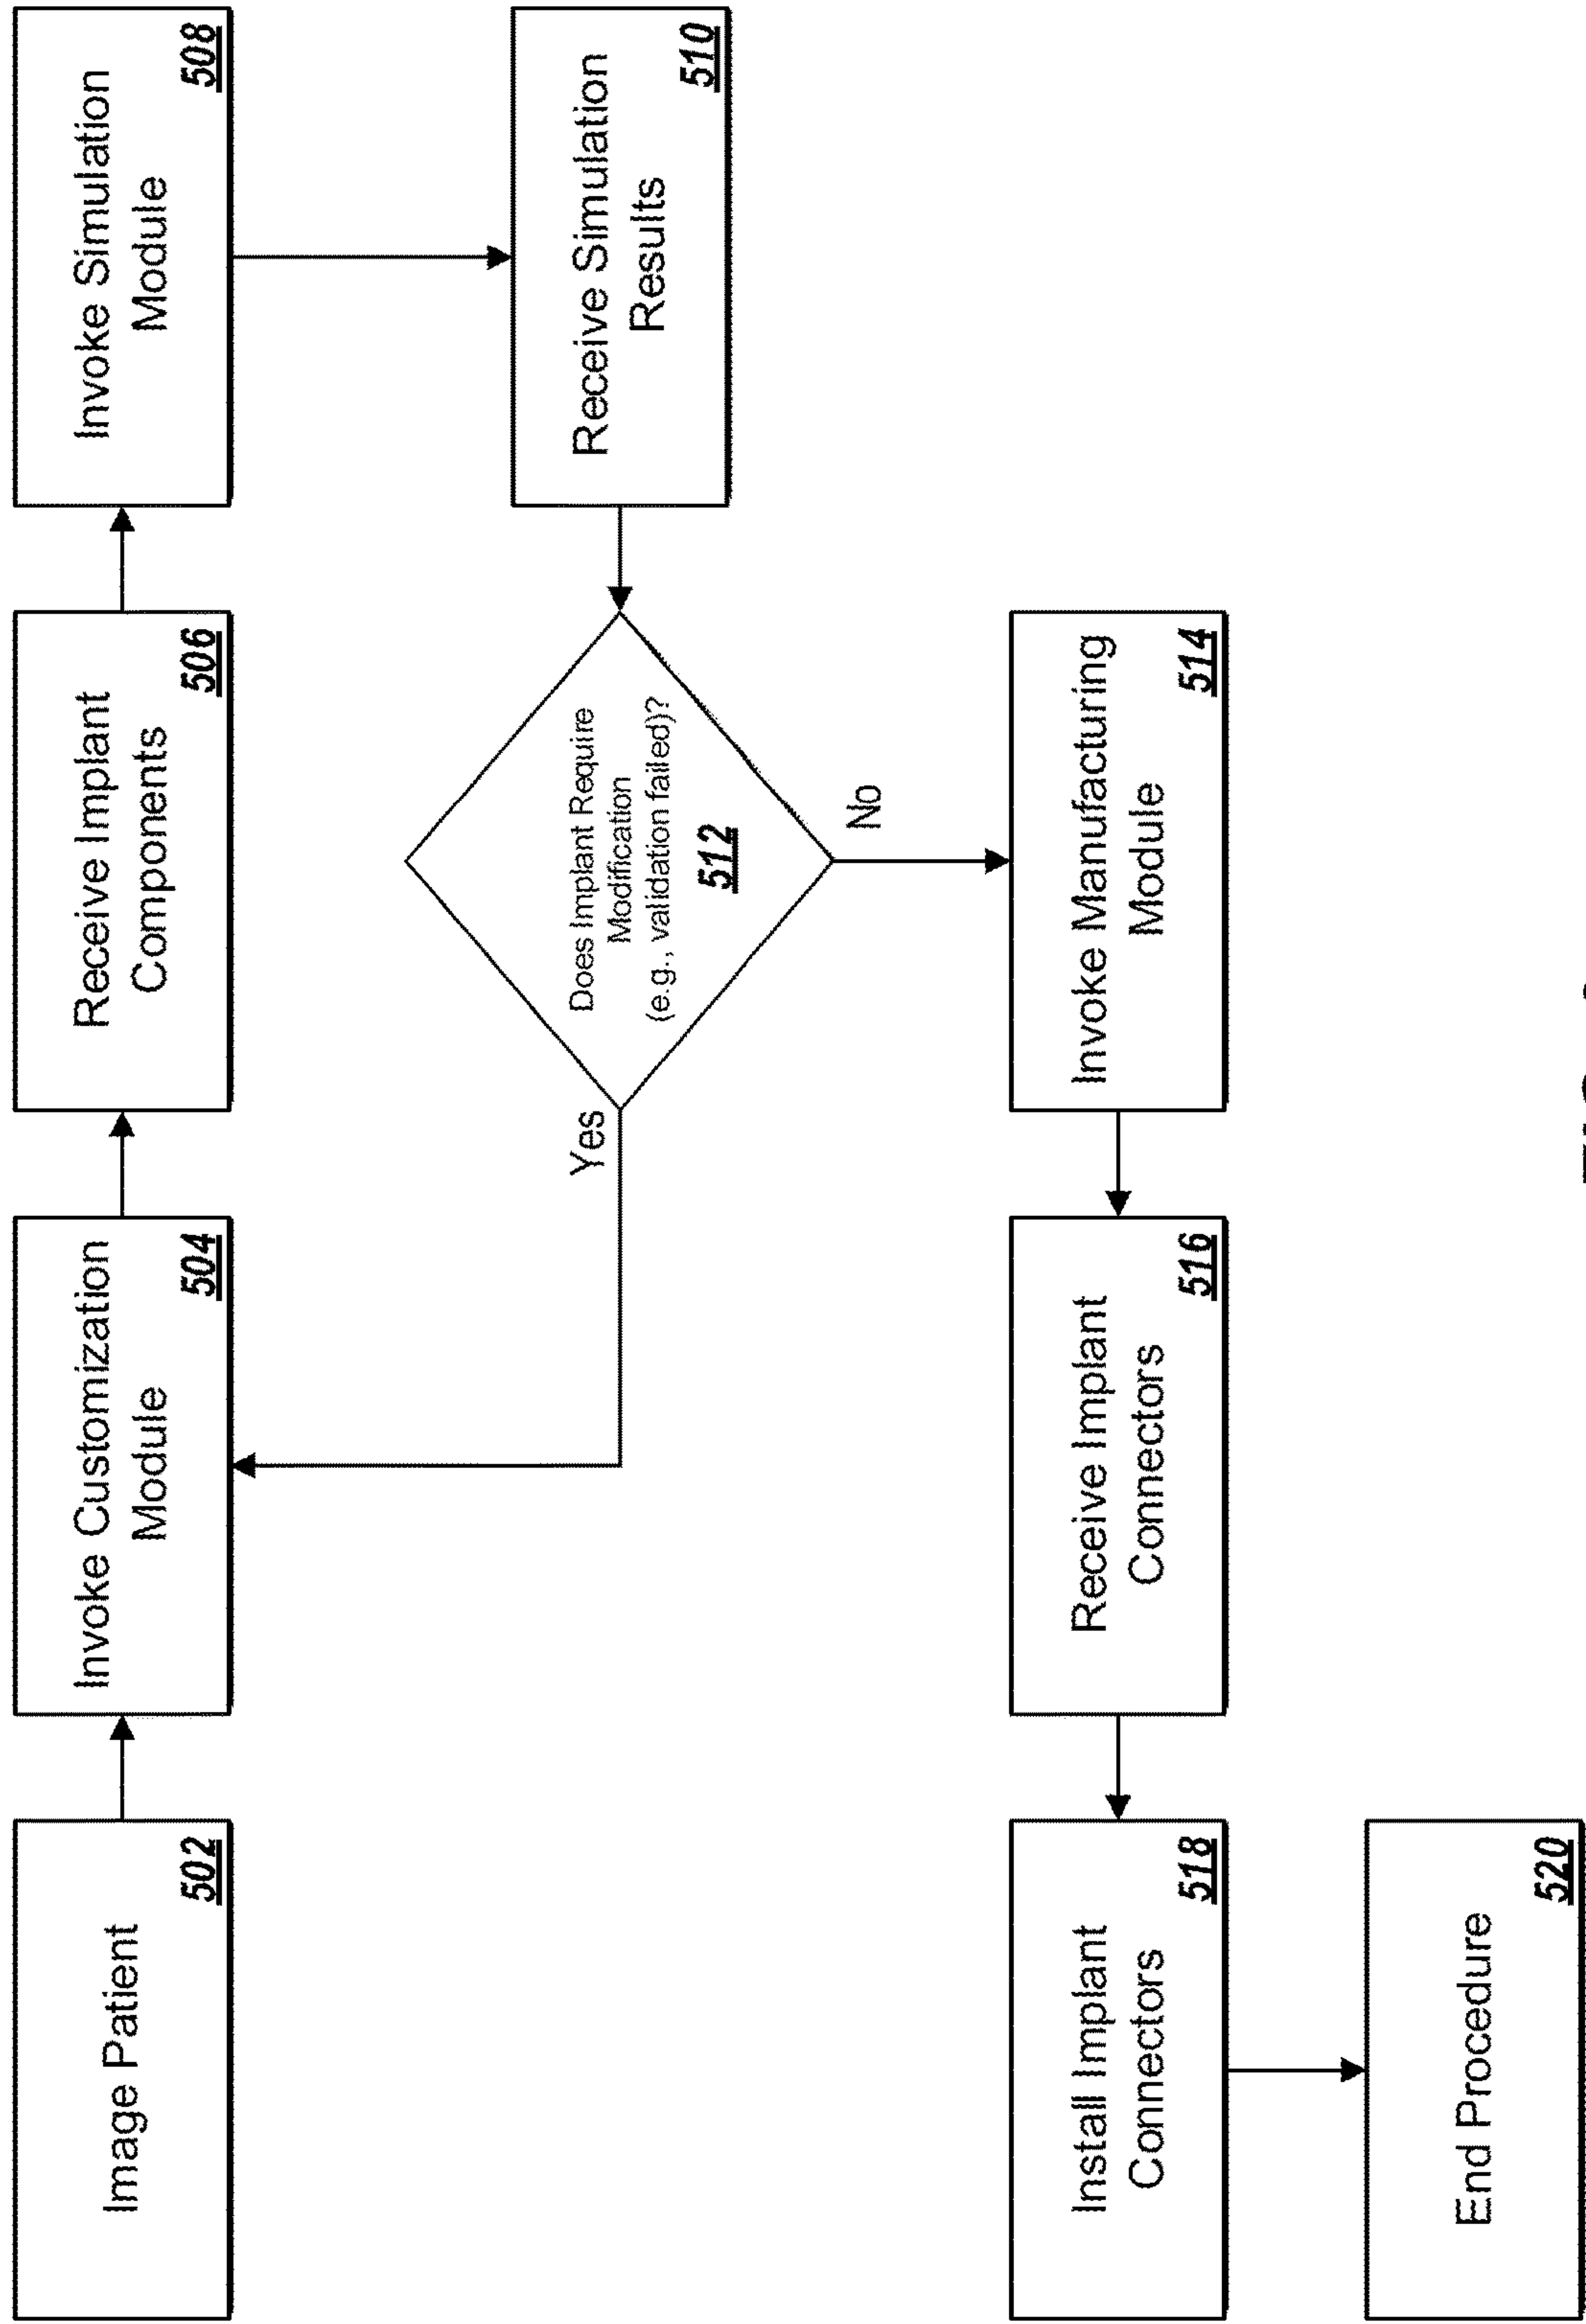 Image Patient
502
Invoke Customization
Module
504
Receive Implant
Components
506
Invoke Simulation
Module
508
Receive Simulation
Results
510
Does Implant Require
Modification
(e.g., validation failed)?
512
Yes
No
Invoke Manufacturing
Module
514
Receive Implant
Connectors
516
Install Implant
Connectors
518
End Procedure
520